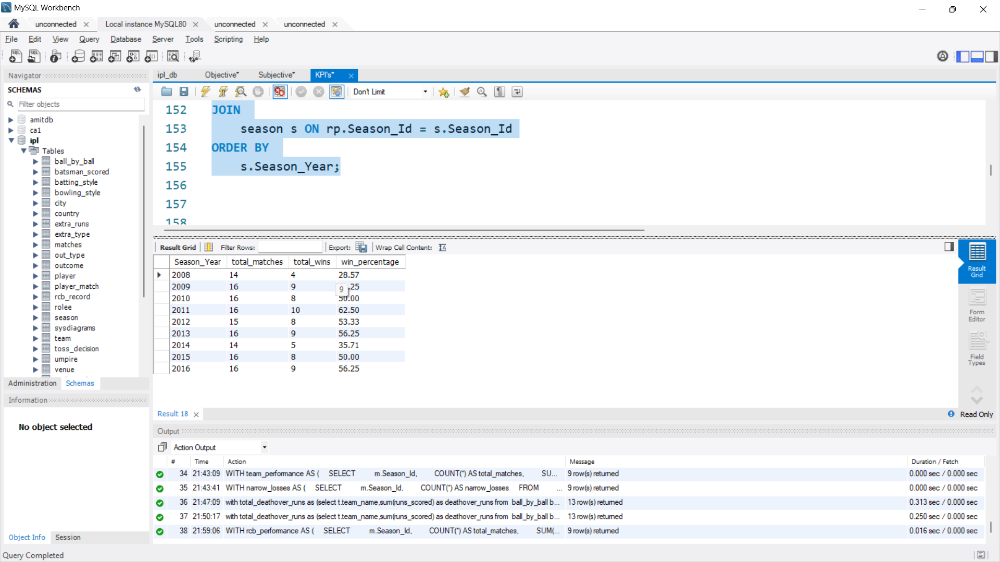 MySQL Workbench
unconnected
Local instance MySQL80
unconnected
unconnected
File Edit View Query Database Server Tools Scripting Help
Navigator
SCHEMAS
Filter objects
amitdb
ca1
ipl
Tables
ball_by_ball
batsman_scored
batting_style
bowling_style
city
country
extra_runs
extra_type
matches
out_type
outcome
player
player_match
rcb_record
rolee
season
sysdiagrams
team
toss_decision
umpire
venue
Administration Schemas
Information
No object selected
Object Info Session
ipl_db Objective* Subjective* KPI's*
Don't Limit
152 JOIN
153 season s ON rp.Season_Id = s.Season_Id
154 ORDER BY
155 s.Season_Year;
156
157
158
Result Grid Filter Rows: Export: Wrap Cell Content:
Season_Year total_matches total_wins win_percentage
2008 14 4 28.57
2009 16 9 .25
9
2010 16 8 50.00
2011 16 10 62.50
2012 15 8 53.33
2013 16 9 56.25
2014 14 5 35.71
2015 16 8 50.00
2016 16 9 56.25
Result Grid
Form Editor
Field Types
Result 18
Read Only
Output
Action Output
# Time Action Message Duration / Fetch
34 21:43:09 WITH team_performance AS ( SELECT m.Season_Id, COUNT(*) AS total_matches, SU... 9 row(s) returned 0.000 sec / 0.000 sec
35 21:43:41 WITH narrow_losses AS ( SELECT m.Season_Id, COUNT(*) AS narrow_losses FROM ... 9 row(s) returned 0.000 sec / 0.000 sec
36 21:47:09 with total_deathover_runs as (select t.team_name,sum(runs_scored) as deathover_runs from ball_by_ball b... 13 row(s) returned 0.313 sec / 0.000 sec
37 21:50:17 with total_deathover_runs as (select t.team_name,sum(runs_scored) as deathover_runs from ball_by_ball b... 13 row(s) returned 0.250 sec / 0.000 sec
38 21:59:06 WITH rcb_performance AS ( SELECT m.Season_Id, COUNT(*) AS total_matches, SUM(... 9 row(s) returned 0.016 sec / 0.000 sec
Query Completed